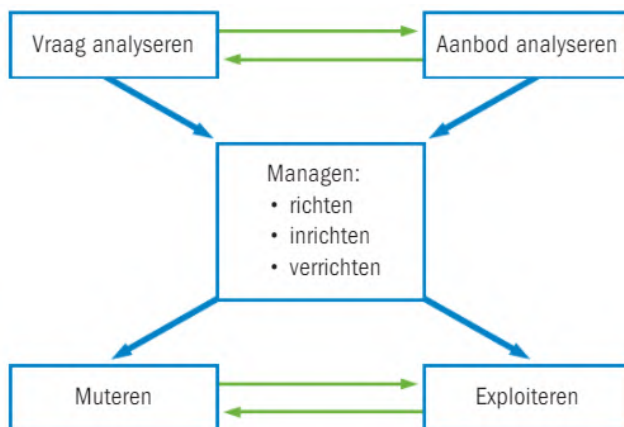 Vraag analyseren
Aanbod analyseren
Managen:
• richten
• inrichten
• verrichten
Muteren
Exploiteren